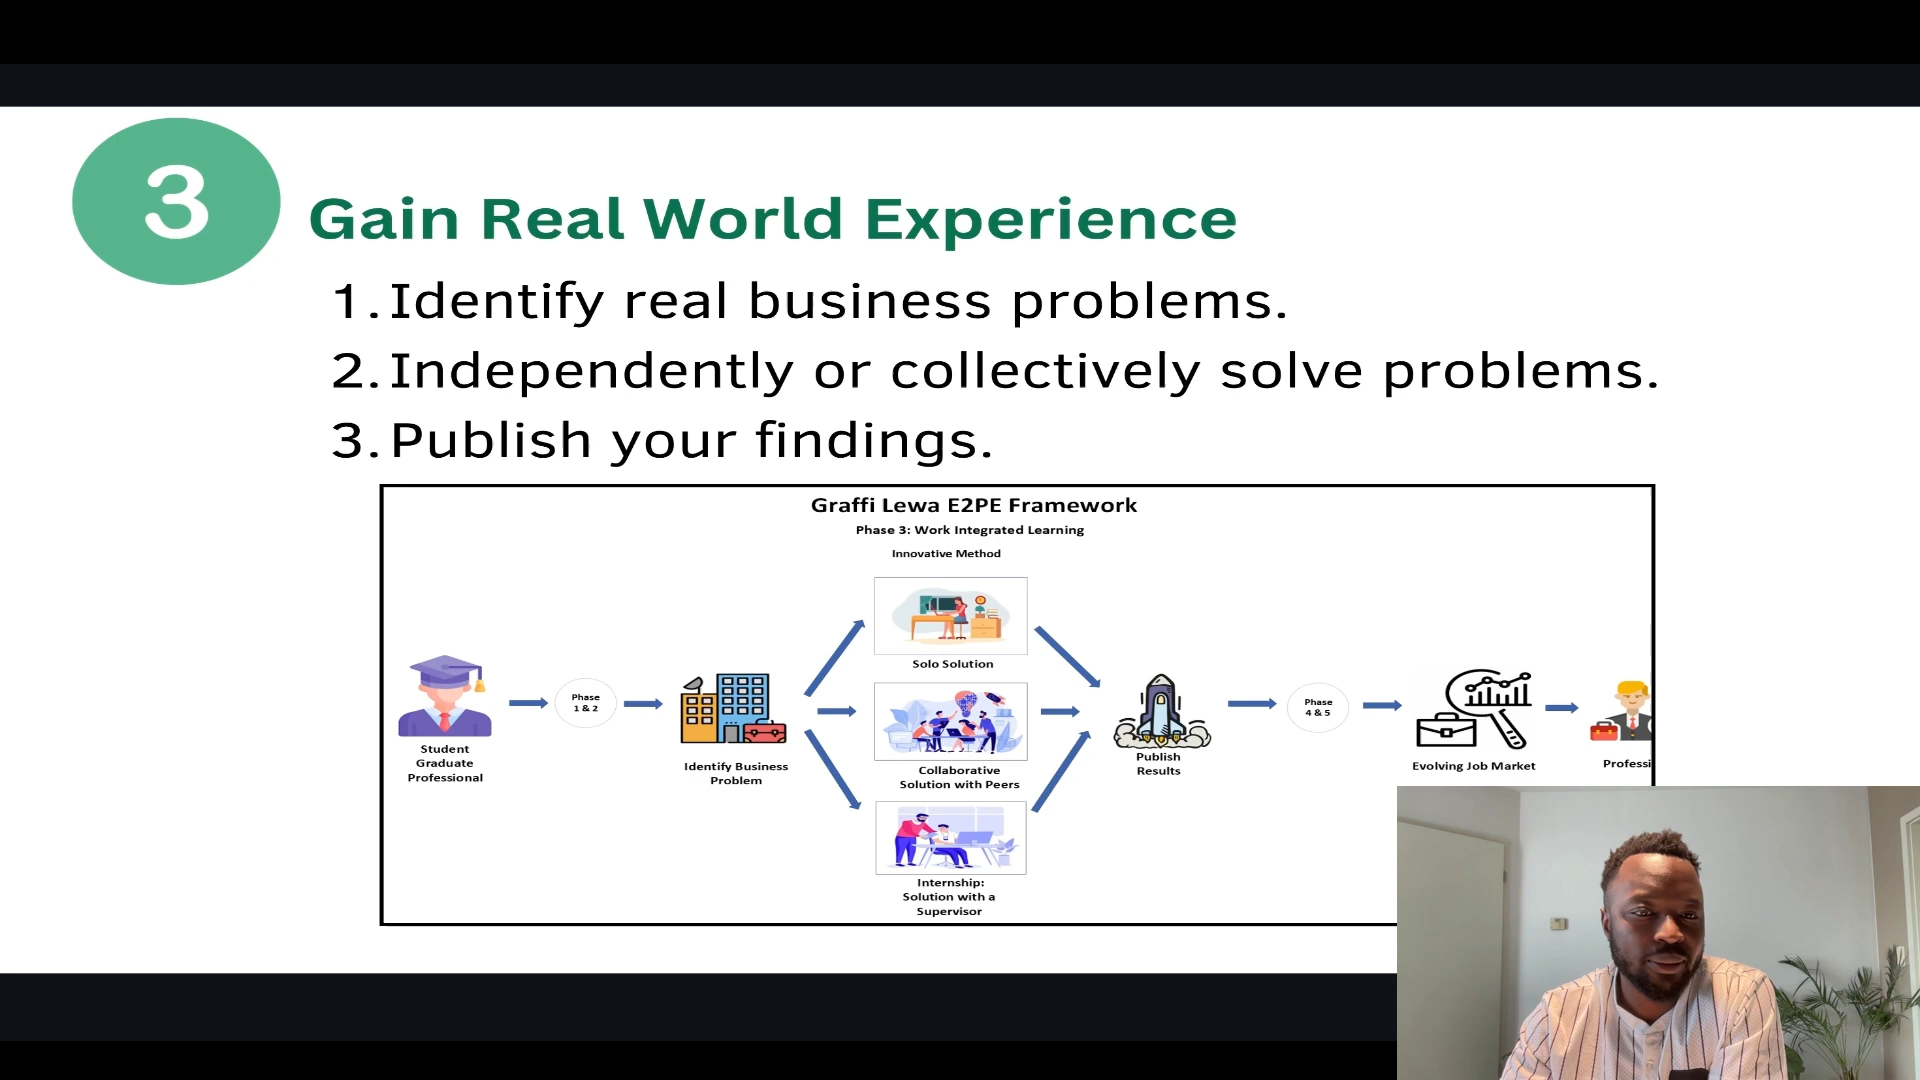 3
Gain Real World Experience
1. Identify real business problems.
2. Independently or collectively solve problems.
3. Publish your findings.
Graffi Lewa E2PE Framework
Phase 3: Work Integrated Learning
Innovative Method
Solo Solution
Student
Graduate
Professional
Phase
1 & 2
Identify Business
Problem
Collaborative
Solution with Peers
Internship:
Solution with a
Supervisor
Publish
Results
Phase
4 & 5
Evolving Job Market
Professi